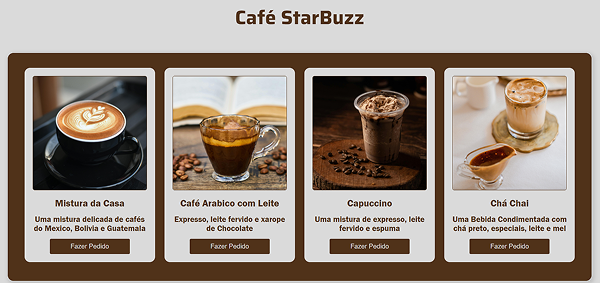 Café StarBuzz
Mistura da Casa
Uma mistura delicada de cafés
do Mexico, Bolivia e Guatemala
Fazer Pedido
Café Arabico com Leite
Expresso, leite fervido e xarope
de Chocolate
Fazer Pedido
Capuccino
Uma mistura de expresso, leite
fervido e espuma
Fazer Pedido
Chá Chai
Uma Bebida Condimentada com
chá preto, especiais, leite e mel
Fazer Pedido